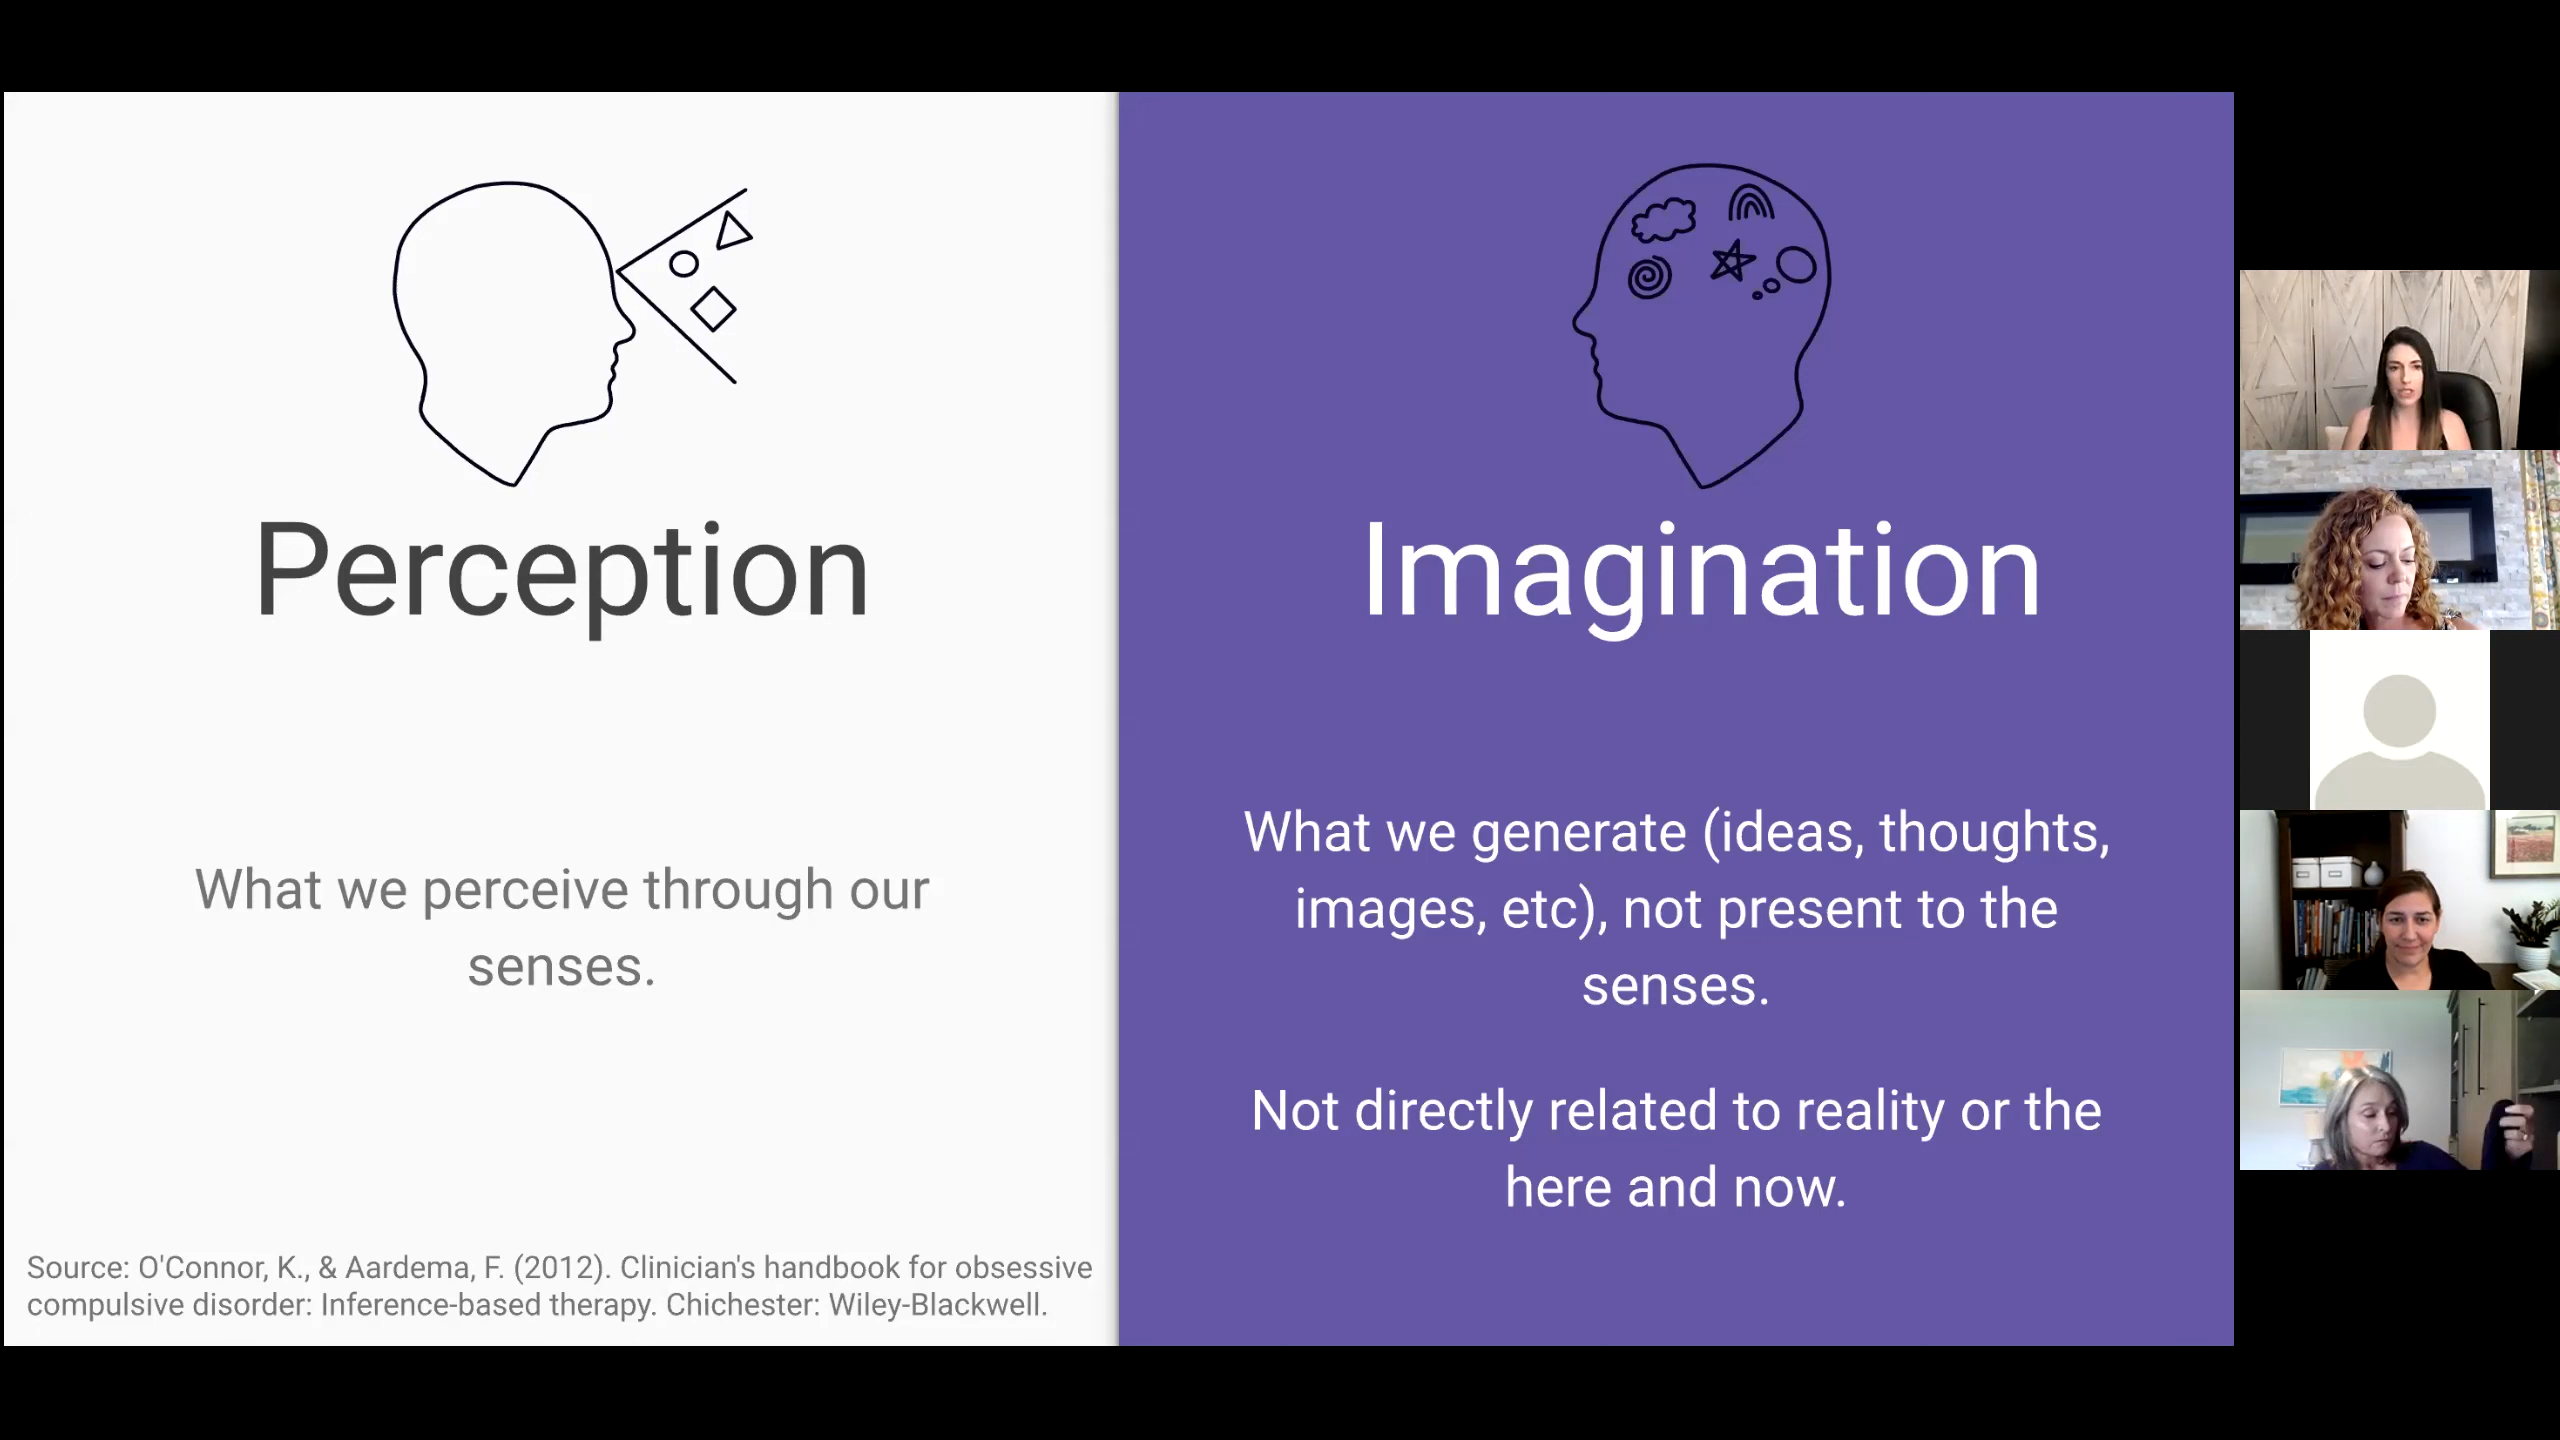 Perception
What we perceive through our
senses.
Source: O'Connor, K., & Aardema, F. (2012). Clinician's handbook for obsessive
compulsive disorder: Inference-based therapy. Chichester: Wiley-Blackwell.
Imagination
What we generate (ideas, thoughts,
images, etc), not present to the
senses.
Not directly related to reality or the
here and now.